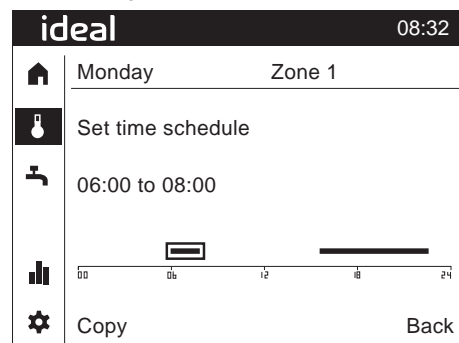 ideal 08:32
Monday Zone 1
Set time schedule
06:00 to 08:00
00 06 12 18 24
Copy Back